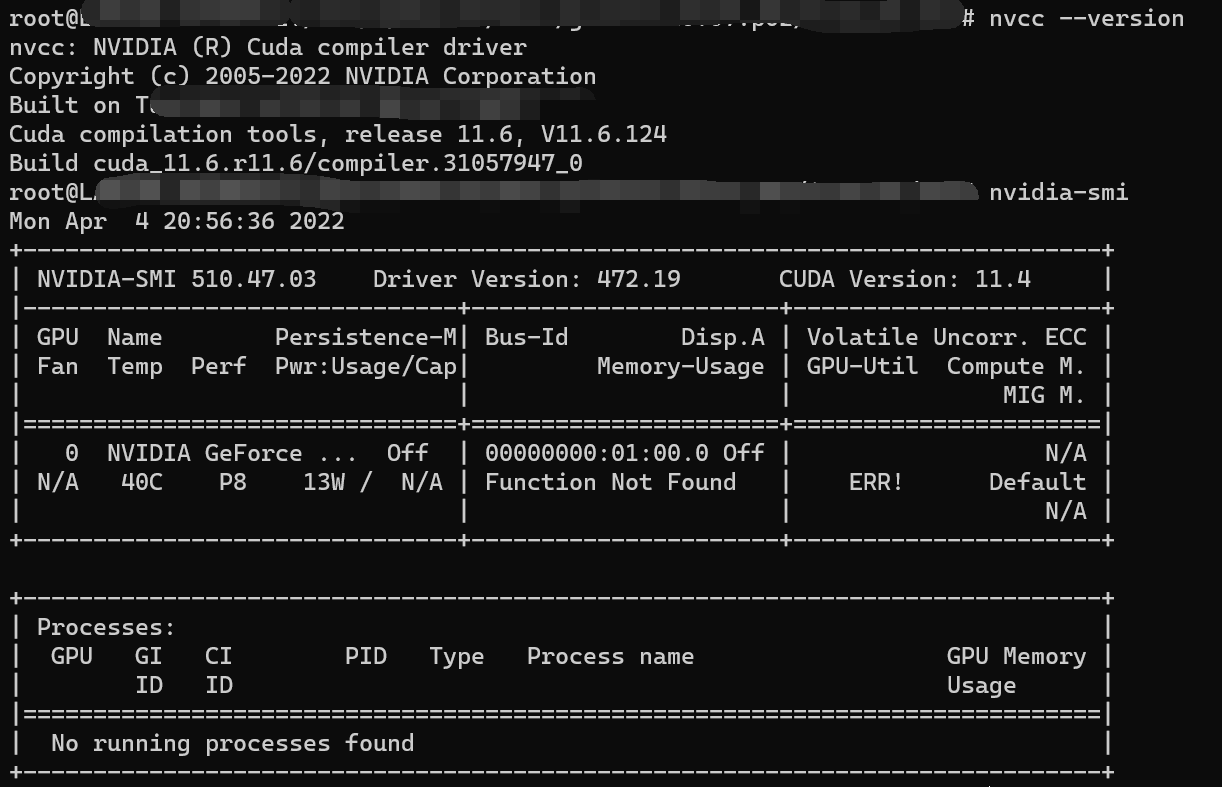 root@L # nvcc --version
nvcc: NVIDIA (R) Cuda compiler driver
Copyright (c) 2005-2022 NVIDIA Corporation
Built on T
Cuda compilation tools, release 11.6, V11.6.124
Build cuda_11.6.r11.6/compiler.31057947_0
root@L nvidia-smi
Mon Apr  4 20:56:36 2022
+-----------------------------------------------------------------------------+
| NVIDIA-SMI 510.47.03    Driver Version: 472.19       CUDA Version: 11.4     |
|-------------------------------+----------------------+----------------------+
| GPU  Name        Persistence-M| Bus-Id        Disp.A | Volatile Uncorr. ECC |
| Fan  Temp  Perf  Pwr:Usage/Cap|         Memory-Usage | GPU-Util  Compute M. |
|                               |                      |               MIG M. |
|===============================+======================+======================|
|   0  NVIDIA GeForce ...  Off  | 00000000:01:00.0 Off |                  N/A |
| N/A   40C    P8    13W /  N/A | Function Not Found   |    ERR!      Default |
|                               |                      |                  N/A |
+-------------------------------+----------------------+----------------------+

+-----------------------------------------------------------------------------+
| Processes:                                                                  |
|  GPU   GI   CI        PID   Type   Process name                  GPU Memory |
|        ID   ID                                                   Usage      |
|=============================================================================|
|  No running processes found                                                 |
+-----------------------------------------------------------------------------+